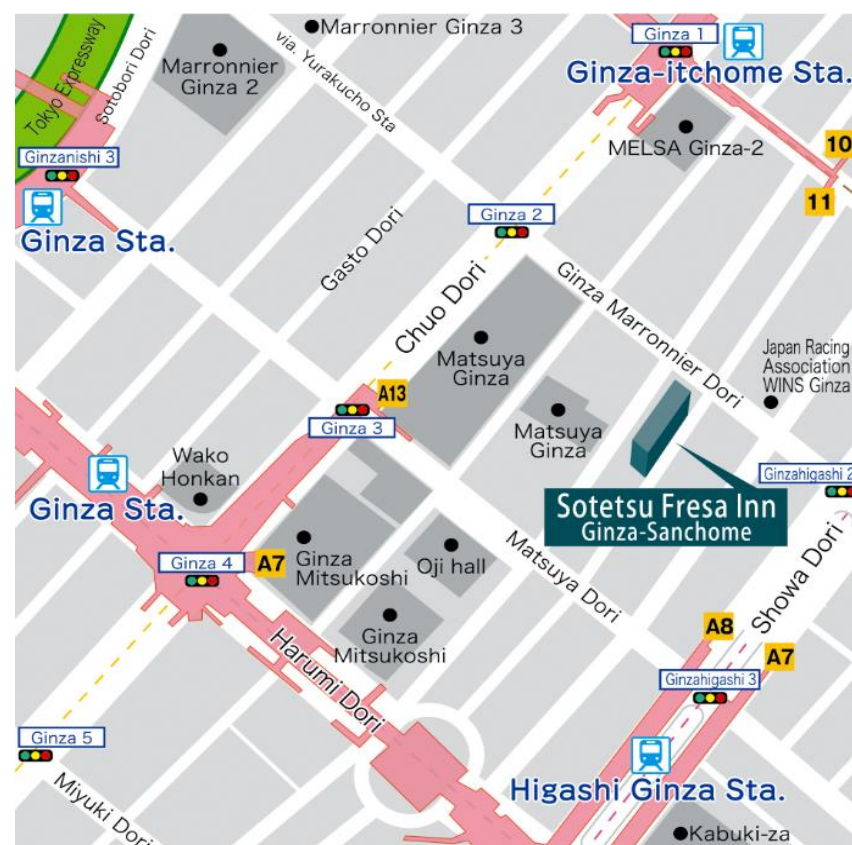 Marronnier Ginza 3
Ginza 1
Marronnier
Ginza 2
via. Yurakucho Sta
Sotobori Dori
Tokyo Expressway
Ginza-itchome Sta.
MELSA Ginza-2
10
11
Ginzanishi 3
Ginza Sta.
Ginza 2
Gasto Dori
Chuo Dori
Ginza Marronnier Dori
Matsuya
Ginza
Japan Racing
Association
WINS Ginza
A13
Ginza 3
Matsuya
Ginza
Wako
Honkan
Ginza Sta.
Ginzahigashi 2
Sotetsu Fresa Inn
Ginza-Sanchome
Ginza 4
A7
Ginza
Mitsukoshi
Oji hall
Matsuya Dori
Showa Dori
Ginza
Mitsukoshi
Harumi Dori
A8
A7
Ginzahigashi 3
Ginza 5
Miyuki Dori
Higashi Ginza Sta.
Kabuki-za